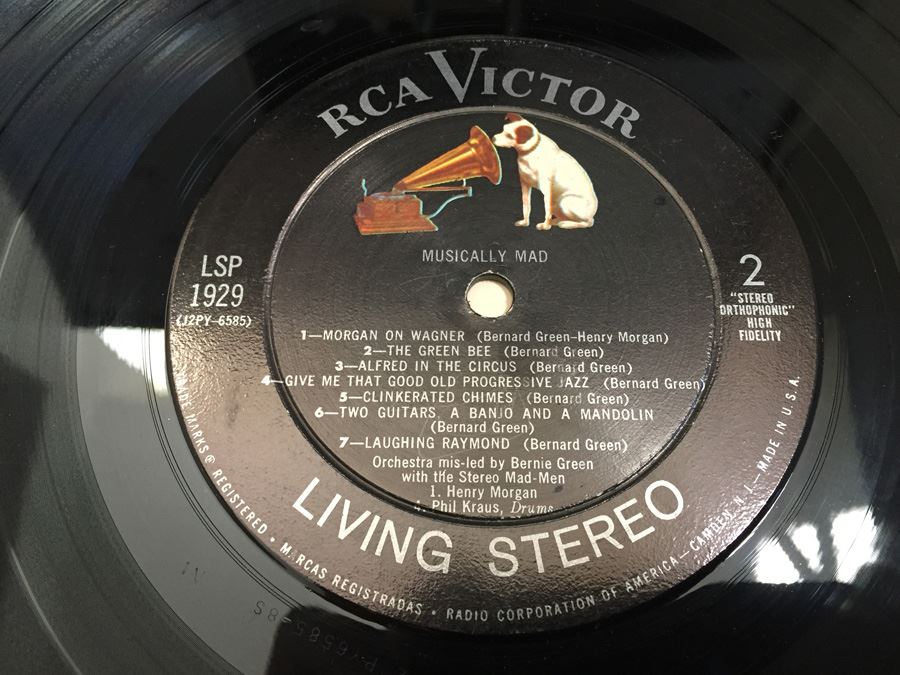 RCA VICTOR
MUSICALLY MAD
LSP
1929
(J2PY-6585)
2
"STEREO
ORTHOPHONIC"
HIGH
FIDELITY
1—MORGAN ON WAGNER (Bernard Green-Henry Morgan)
2—THE GREEN BEE (Bernard Green)
3—ALFRED IN THE CIRCUS (Bernard Green)
4—GIVE ME THAT GOOD OLD PROGRESSIVE JAZZ (Bernard Green)
5—CLINKERATED CHIMES (Bernard Green)
6—TWO GUITARS, A BANJO AND A MANDOLIN
(Bernard Green)
7—LAUGHING RAYMOND (Bernard Green)
Orchestra mis-led by Bernie Green
with the Stereo Mad-Men
1. Henry Morgan
4. Phil Kraus, Drums
LIVING STEREO
MARKS ® REGISTERED • MARCAS REGISTRADAS • RADIO CORPORATION OF AMERICA—CAMDEN, N. J.—MADE IN U.S.A.